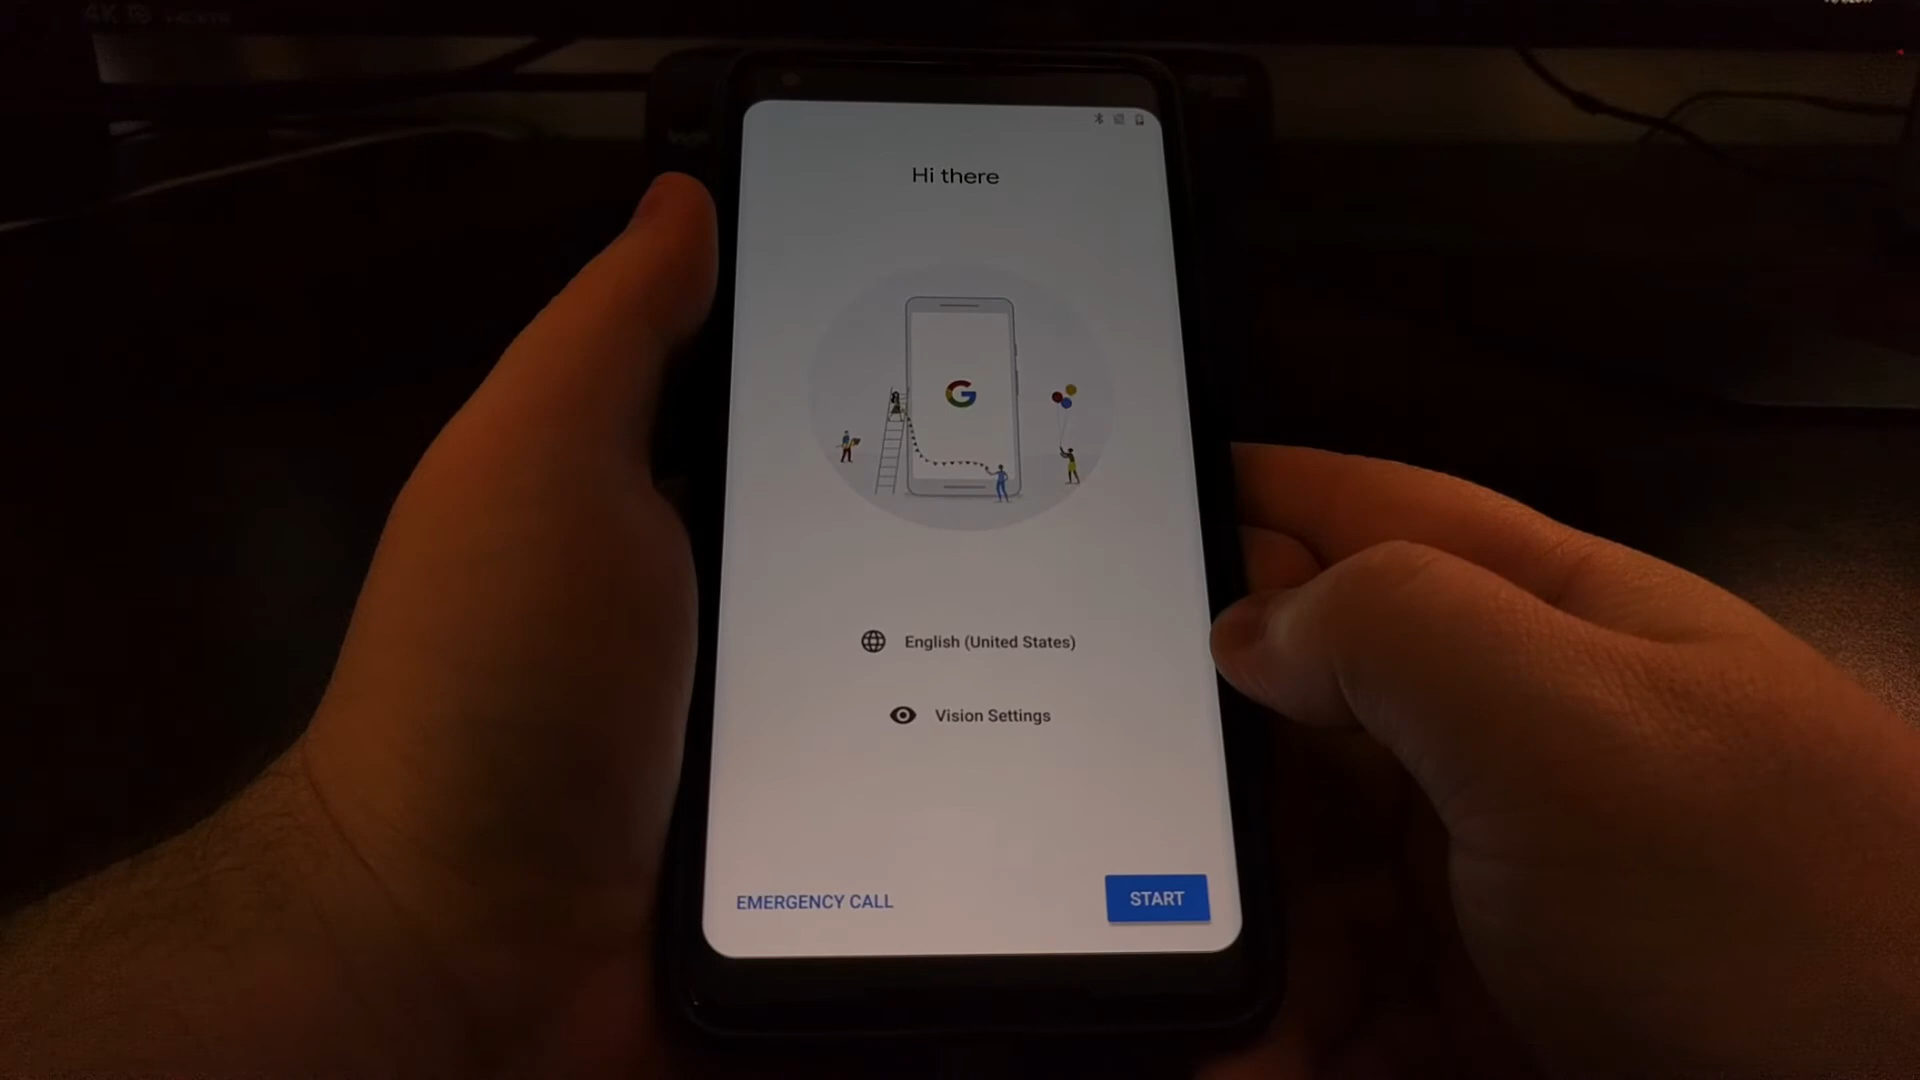 Hi there
G
English (United States)
Vision Settings
EMERGENCY CALL
START